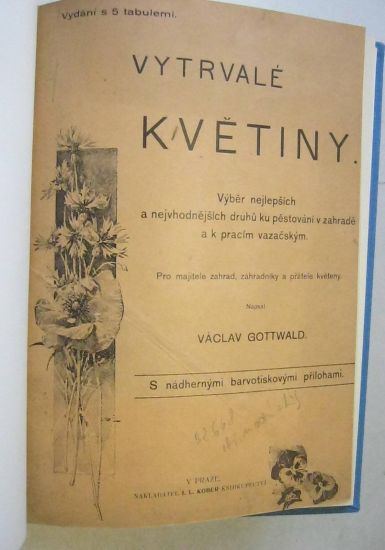 Vydání s 5 tabulemi.
VYTRVALÉ
KVĚTINY.
Výběr nejlepších
a nejvhodnějších druhů ku pěstování v zahradě
a k pracím vazačským.
Pro majitele zahrad, zahradníky a přátele květeny.
Napsal
VÁCLAV GOTTWALD.
S nádhernými barvotiskovými přílohami.
V PRAZE.
NAKLADATEL I. L. KOBER KNIHKUPECTVÍ